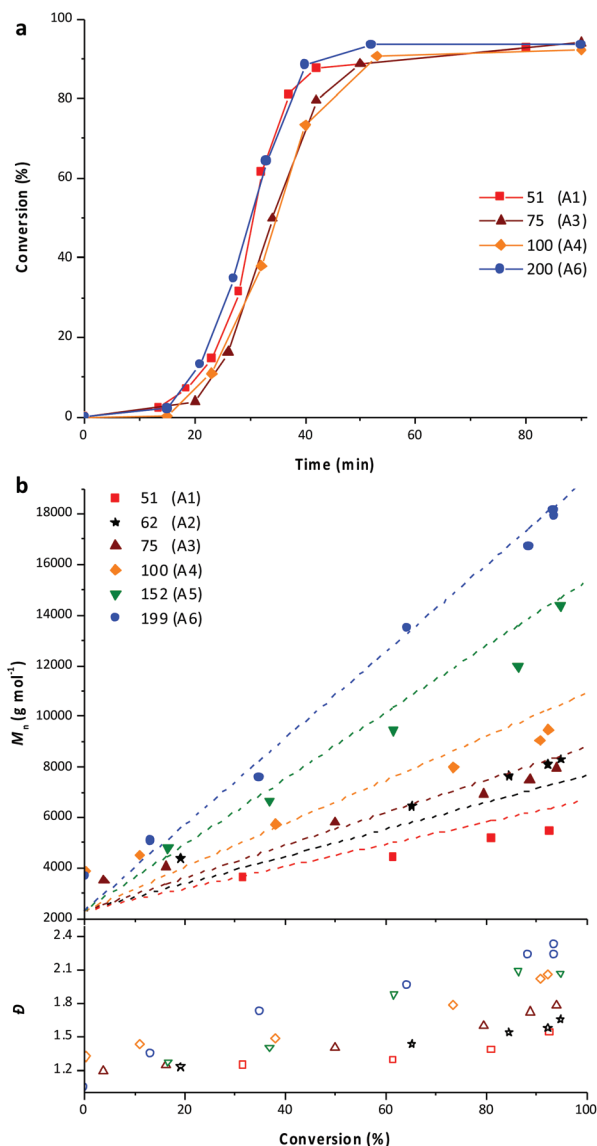 a
100
80
60
40
20
0
Conversion (%)
51 (A1)
75 (A3)
100 (A4)
200 (A6)
0 20 40 60 80
Time (min)
b
51 (A1)
62 (A2)
75 (A3)
100 (A4)
152 (A5)
199 (A6)
18000
16000
14000
12000
10000
8000
6000
4000
2000
Mn (g mol-1)
2.4
2.1
1.8
1.5
1.2
Đ
0 20 40 60 80 100
Conversion (%)